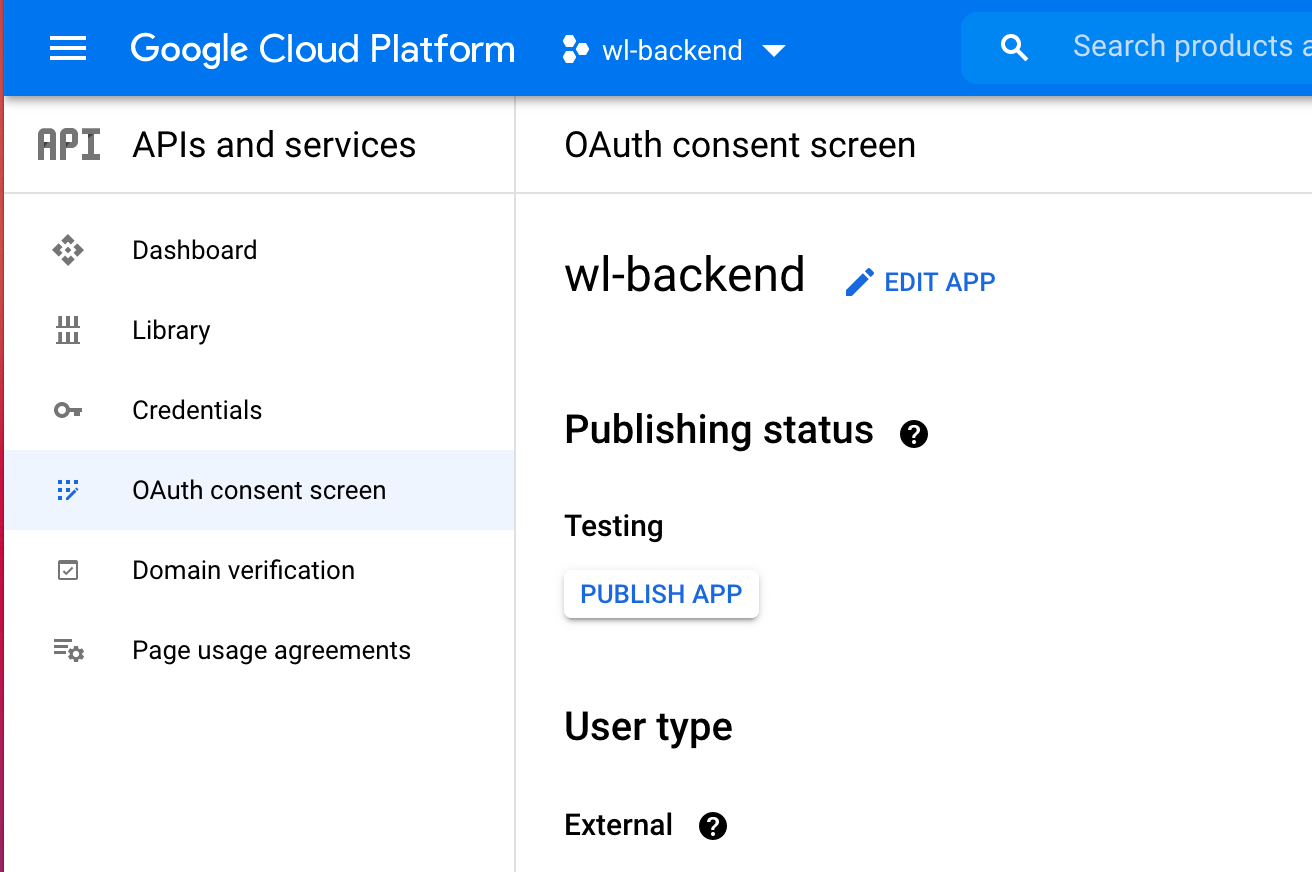 Google Cloud Platform
wl-backend
Search products
API APIs and services
OAuth consent screen
Dashboard
Library
Credentials
OAuth consent screen
Domain verification
Page usage agreements
wl-backend
EDIT APP
Publishing status
Testing
PUBLISH APP
User type
External